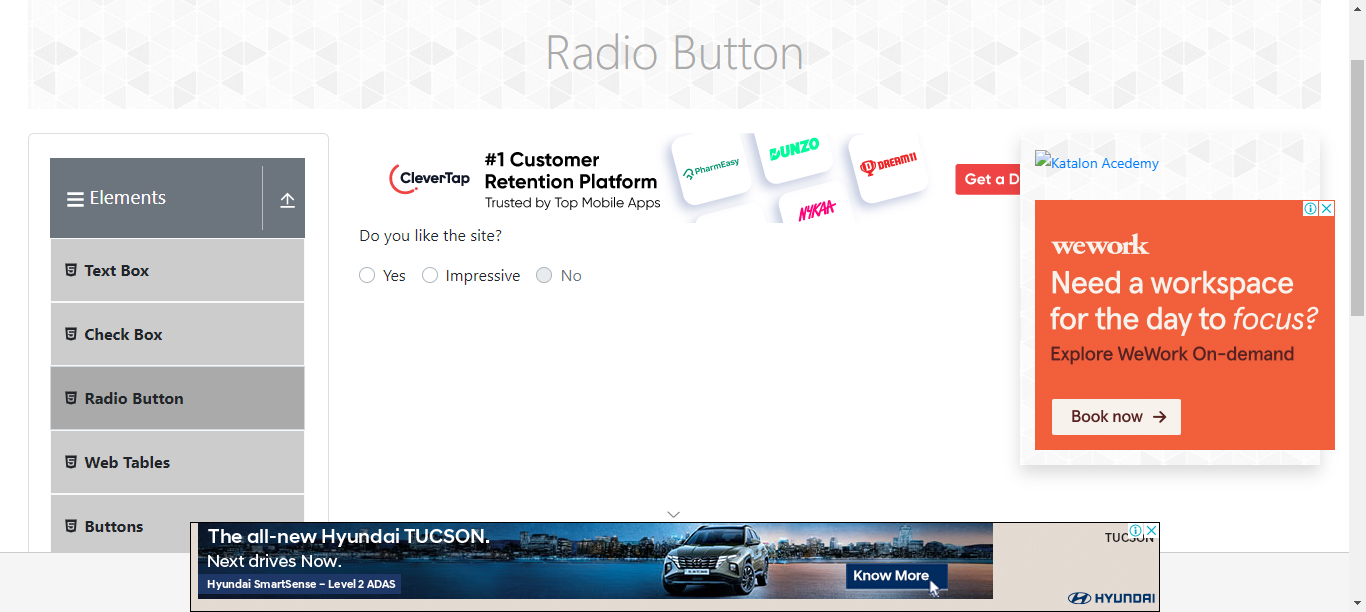 Radio Button
Elements
Text Box
Check Box
Radio Button
Web Tables
Buttons
CleverTap
#1 Customer
Retention Platform
Trusted by Top Mobile Apps
PharmEasy
DUNZO
NYKAA
DREAM11
Get a D
Do you like the site?
Yes
Impressive
No
Katalon Acedemy
wework
Need a workspace
for the day to focus?
Explore WeWork On-demand
Book now
The all-new Hyundai TUCSON.
Next drives Now.
Hyundai SmartSense – Level 2 ADAS
Know More
TUCSON
HYUNDAI